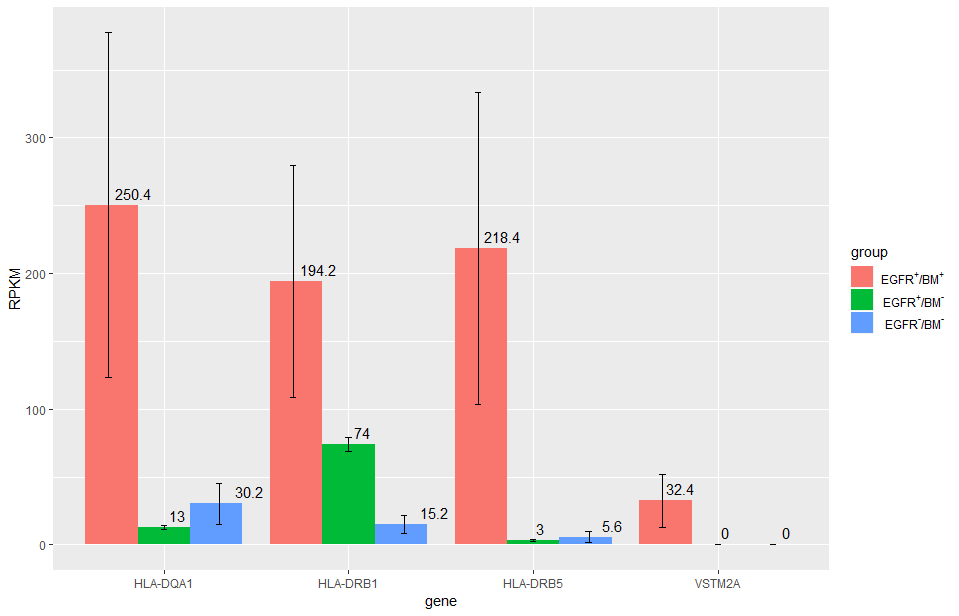 250.4
194.2
218.4
13
30.2
74
15.2
3
5.6
32.4
0
0
300
200
100
0
RPKM
HLA-DQA1
HLA-DRB1
HLA-DRB5
VSTM2A
gene
group
EGFR⁺/BM⁺
EGFR⁺/BM⁻
EGFR⁻/BM⁻